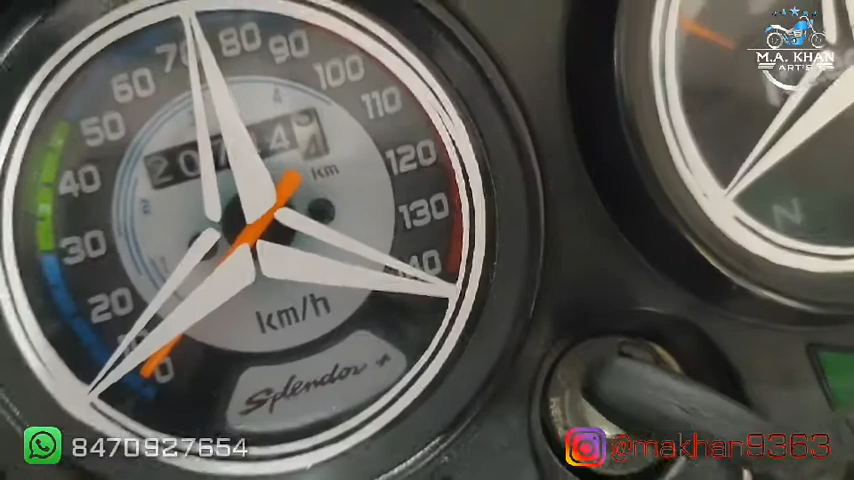 M.A. KHAN
ARTIST
70 80 90
60 100
50 110
40 120
30 130
20 140
km
km/h
Splendor +
N
8470927654
@makhan9363